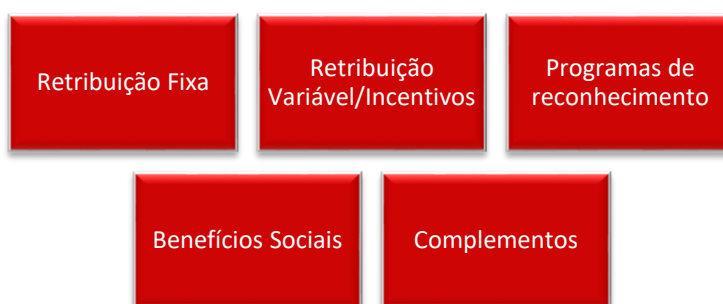 Retribuição Fixa
Retribuição
Variável/Incentivos
Programas de
reconhecimento
Benefícios Sociais
Complementos